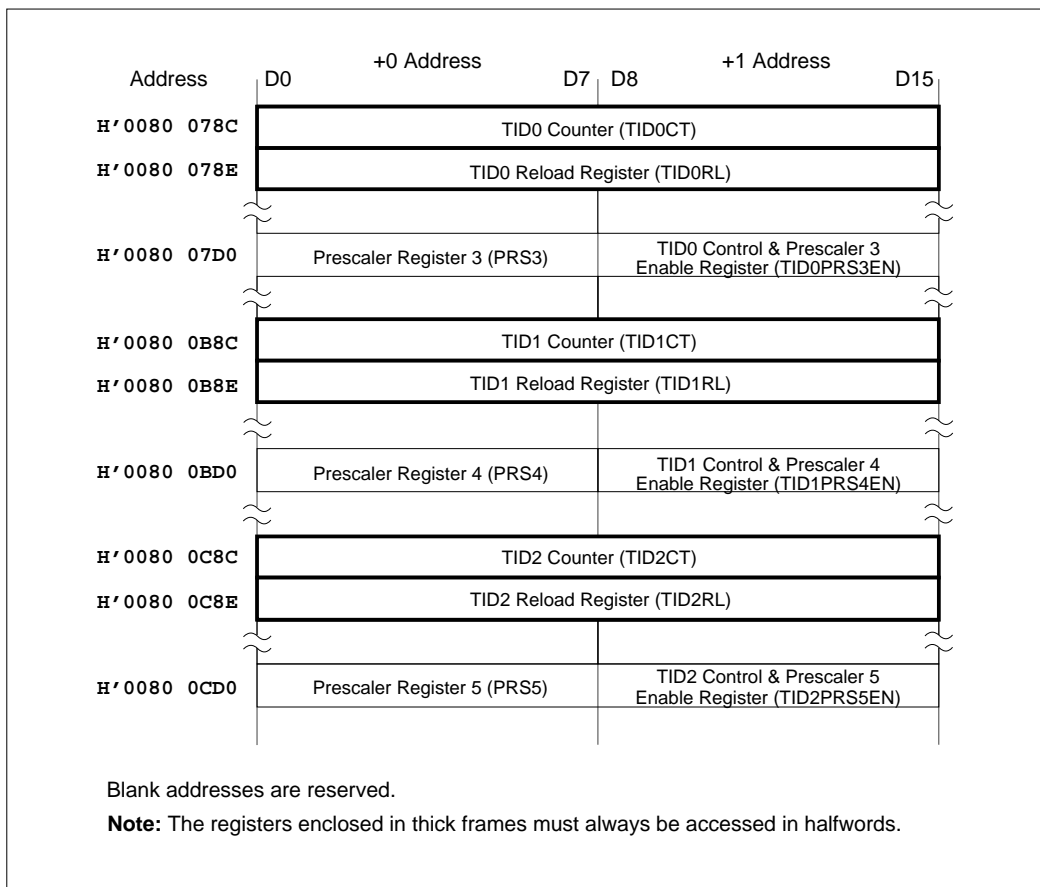 +0 Address +1 Address
Address D0 D7 D8 D15
H'0080 078C TID0 Counter (TID0CT)
H'0080 078E TID0 Reload Register (TID0RL)
H'0080 07D0 Prescaler Register 3 (PRS3) TID0 Control & Prescaler 3
Enable Register (TID0PRS3EN)
H'0080 0B8C TID1 Counter (TID1CT)
H'0080 0B8E TID1 Reload Register (TID1RL)
H'0080 0BD0 Prescaler Register 4 (PRS4) TID1 Control & Prescaler 4
Enable Register (TID1PRS4EN)
H'0080 0C8C TID2 Counter (TID2CT)
H'0080 0C8E TID2 Reload Register (TID2RL)
H'0080 0CD0 Prescaler Register 5 (PRS5) TID2 Control & Prescaler 5
Enable Register (TID2PRS5EN)
Blank addresses are reserved.
Note: The registers enclosed in thick frames must always be accessed in halfwords.